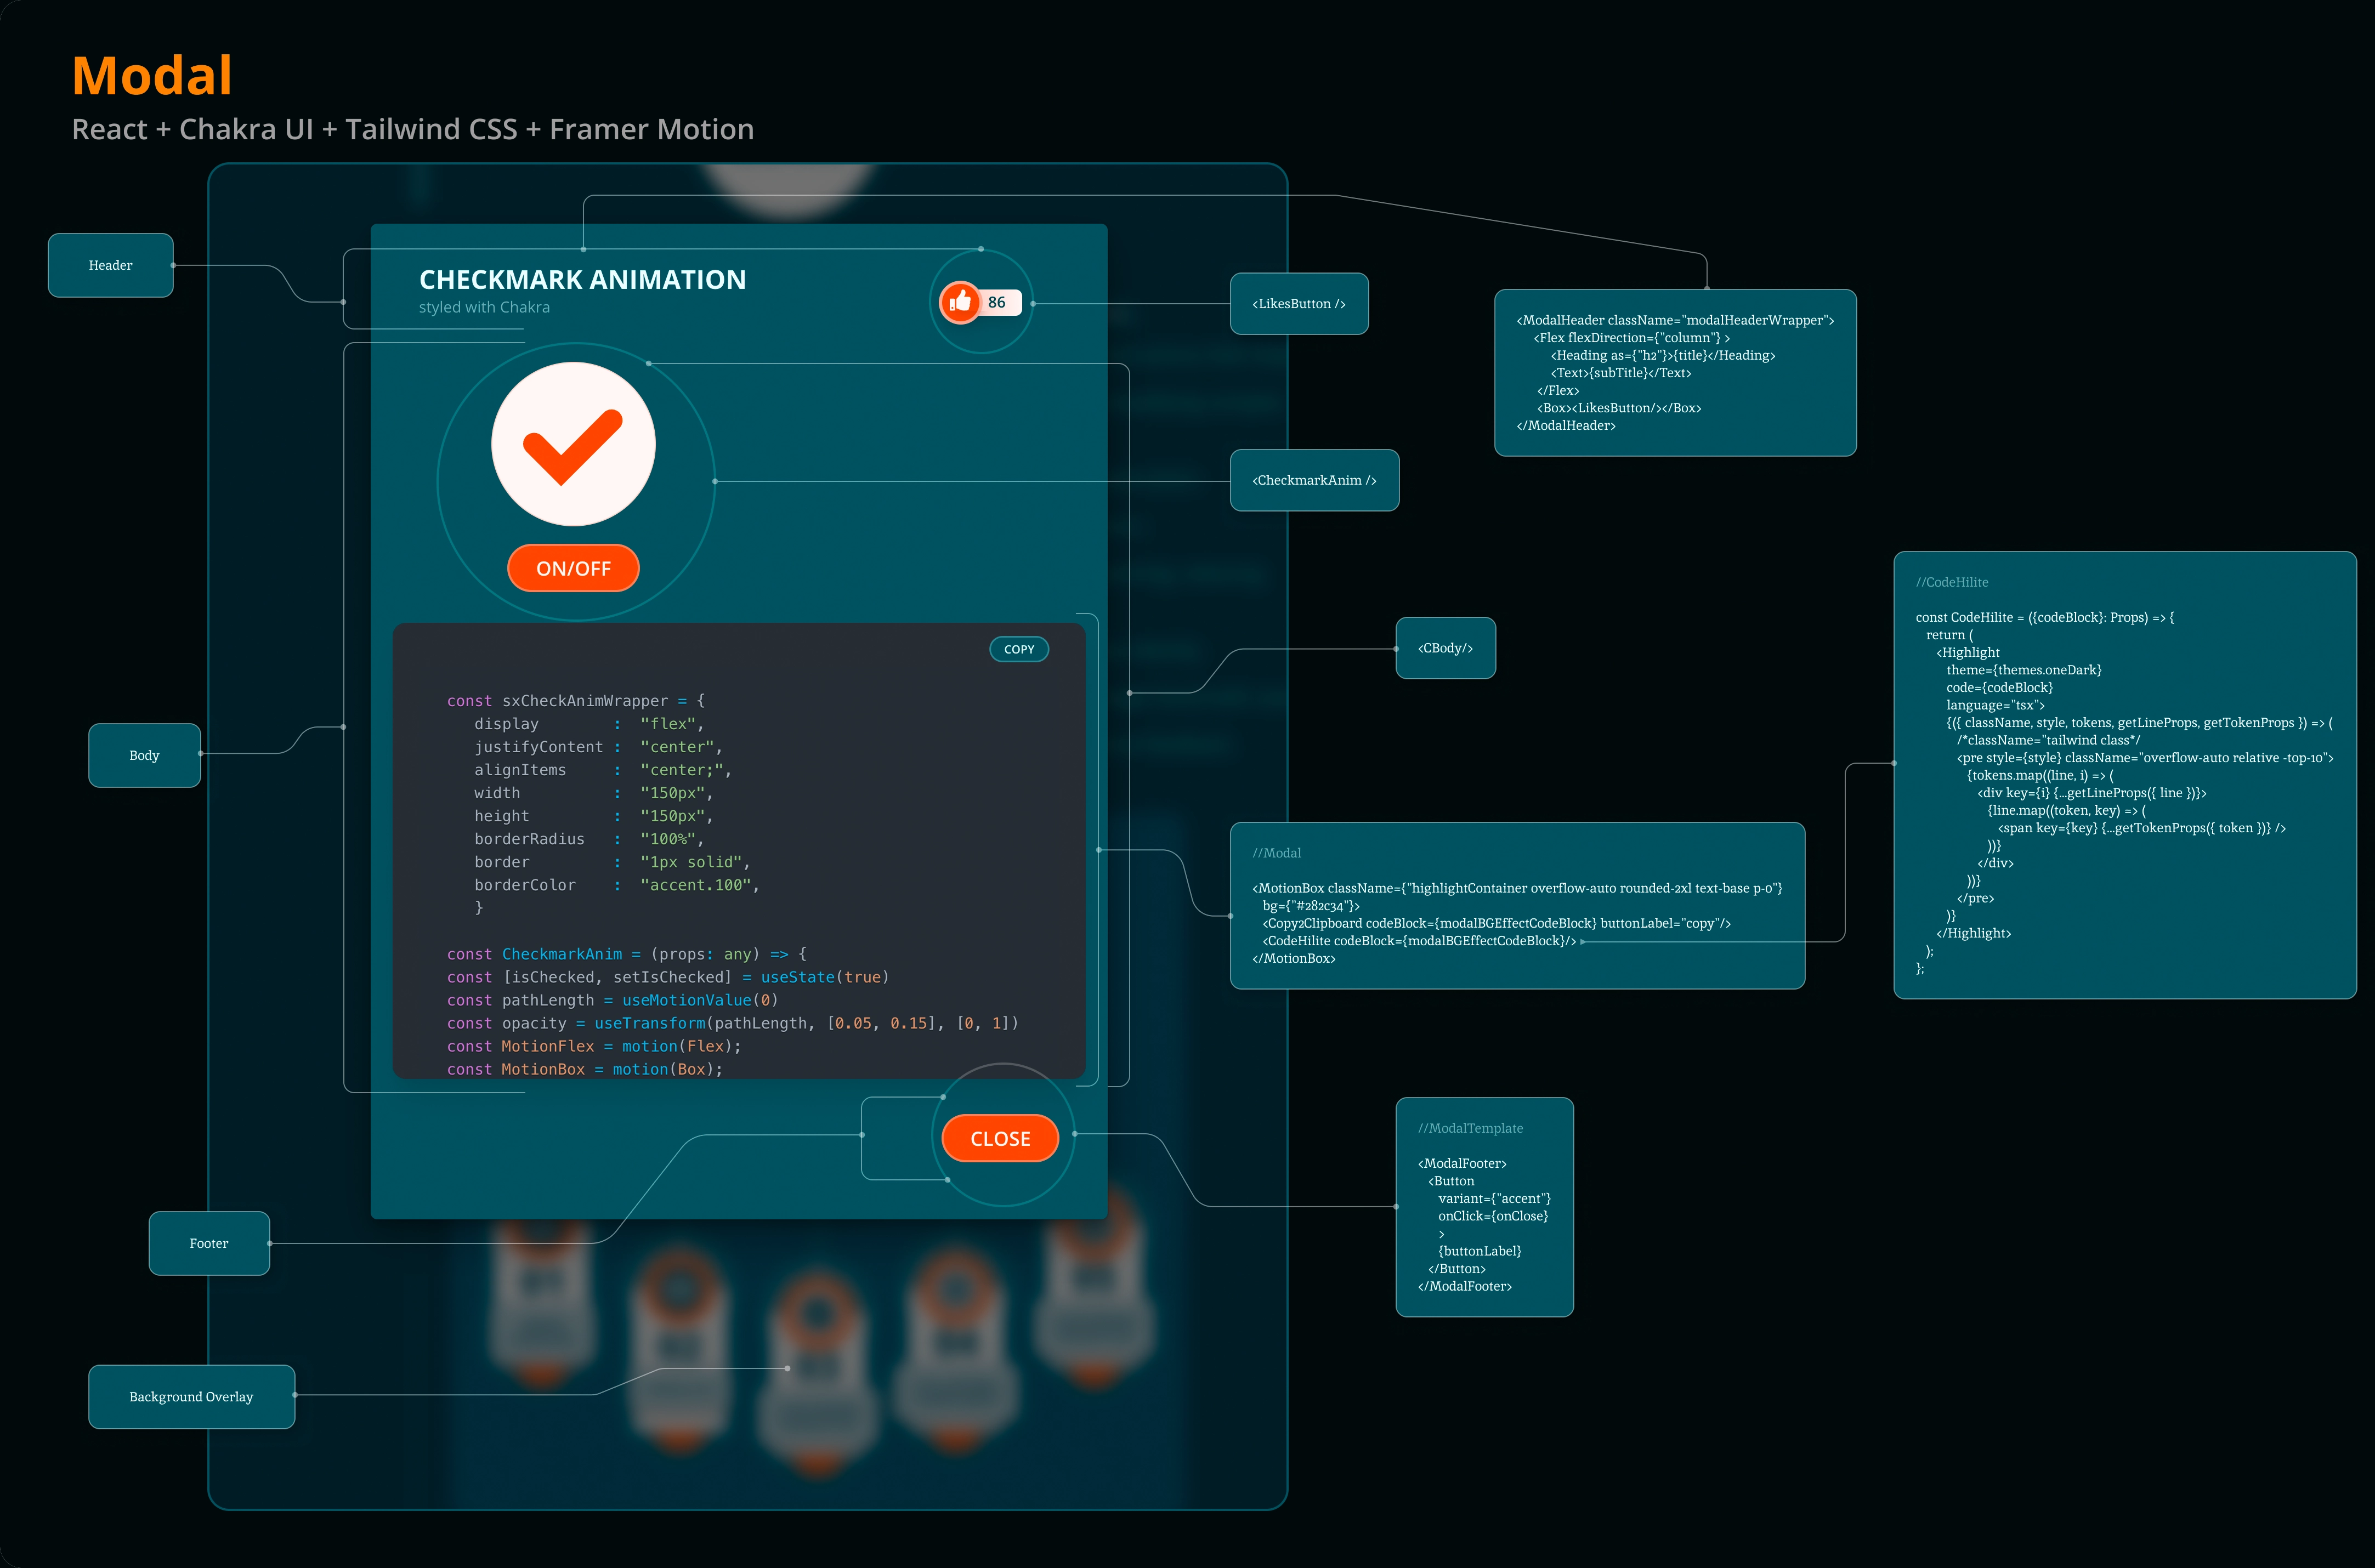 Modal
React + Chakra UI + Tailwind CSS + Framer Motion
Header
CHECKMARK ANIMATION
styled with Chakra
86
<LikesButton />
<ModalHeader className="modalHeaderWrapper">
<Flex flexDirection={"column"} >
<Heading as={"h2"}>{title}</Heading>
<Text>{subTitle}</Text>
</Flex>
<Box><LikesButton/></Box>
</ModalHeader>
<CheckmarkAnim />
ON/OFF
COPY
const sxCheckAnimWrapper = {
display : "flex",
justifyContent : "center",
alignItems : "center;",
width : "150px",
height : "150px",
borderRadius : "100%",
border : "1px solid",
borderColor : "accent.100",
}
const CheckmarkAnim = (props: any) => {
const [isChecked, setIsChecked] = useState(true)
const pathLength = useMotionValue(0)
const opacity = useTransform(pathLength, [0.05, 0.15], [0, 1])
const MotionFlex = motion(Flex);
const MotionBox = motion(Box);
<CBody/>
Body
//Modal
<MotionBox className={"highlightContainer overflow-auto rounded-2xl text-base p-0"}
bg={"#282c34"}>
<Copy2Clipboard codeBlock={modalBGEffectCodeBlock} buttonLabel="copy"/>
<CodeHilite codeBlock={modalBGEffectCodeBlock}/>
</MotionBox>
//CodeHilite
const CodeHilite = ({codeBlock}: Props) => {
return (
<Highlight
theme={themes.oneDark}
code={codeBlock}
language="tsx">
{({ className, style, tokens, getLineProps, getTokenProps }) => (
/*className="tailwind class*/
<pre style={style} className="overflow-auto relative -top-10">
{tokens.map((line, i) => (
<div key={i} {...getLineProps({ line })}>
{line.map((token, key) => (
<span key={key} {...getTokenProps({ token })} />
))}
</div>
))}
</pre>
)}
</Highlight>
);
};
CLOSE
//ModalTemplate
<ModalFooter>
<Button
variant={"accent"}
onClick={onClose}
>
{buttonLabel}
</Button>
</ModalFooter>
Footer
Background Overlay